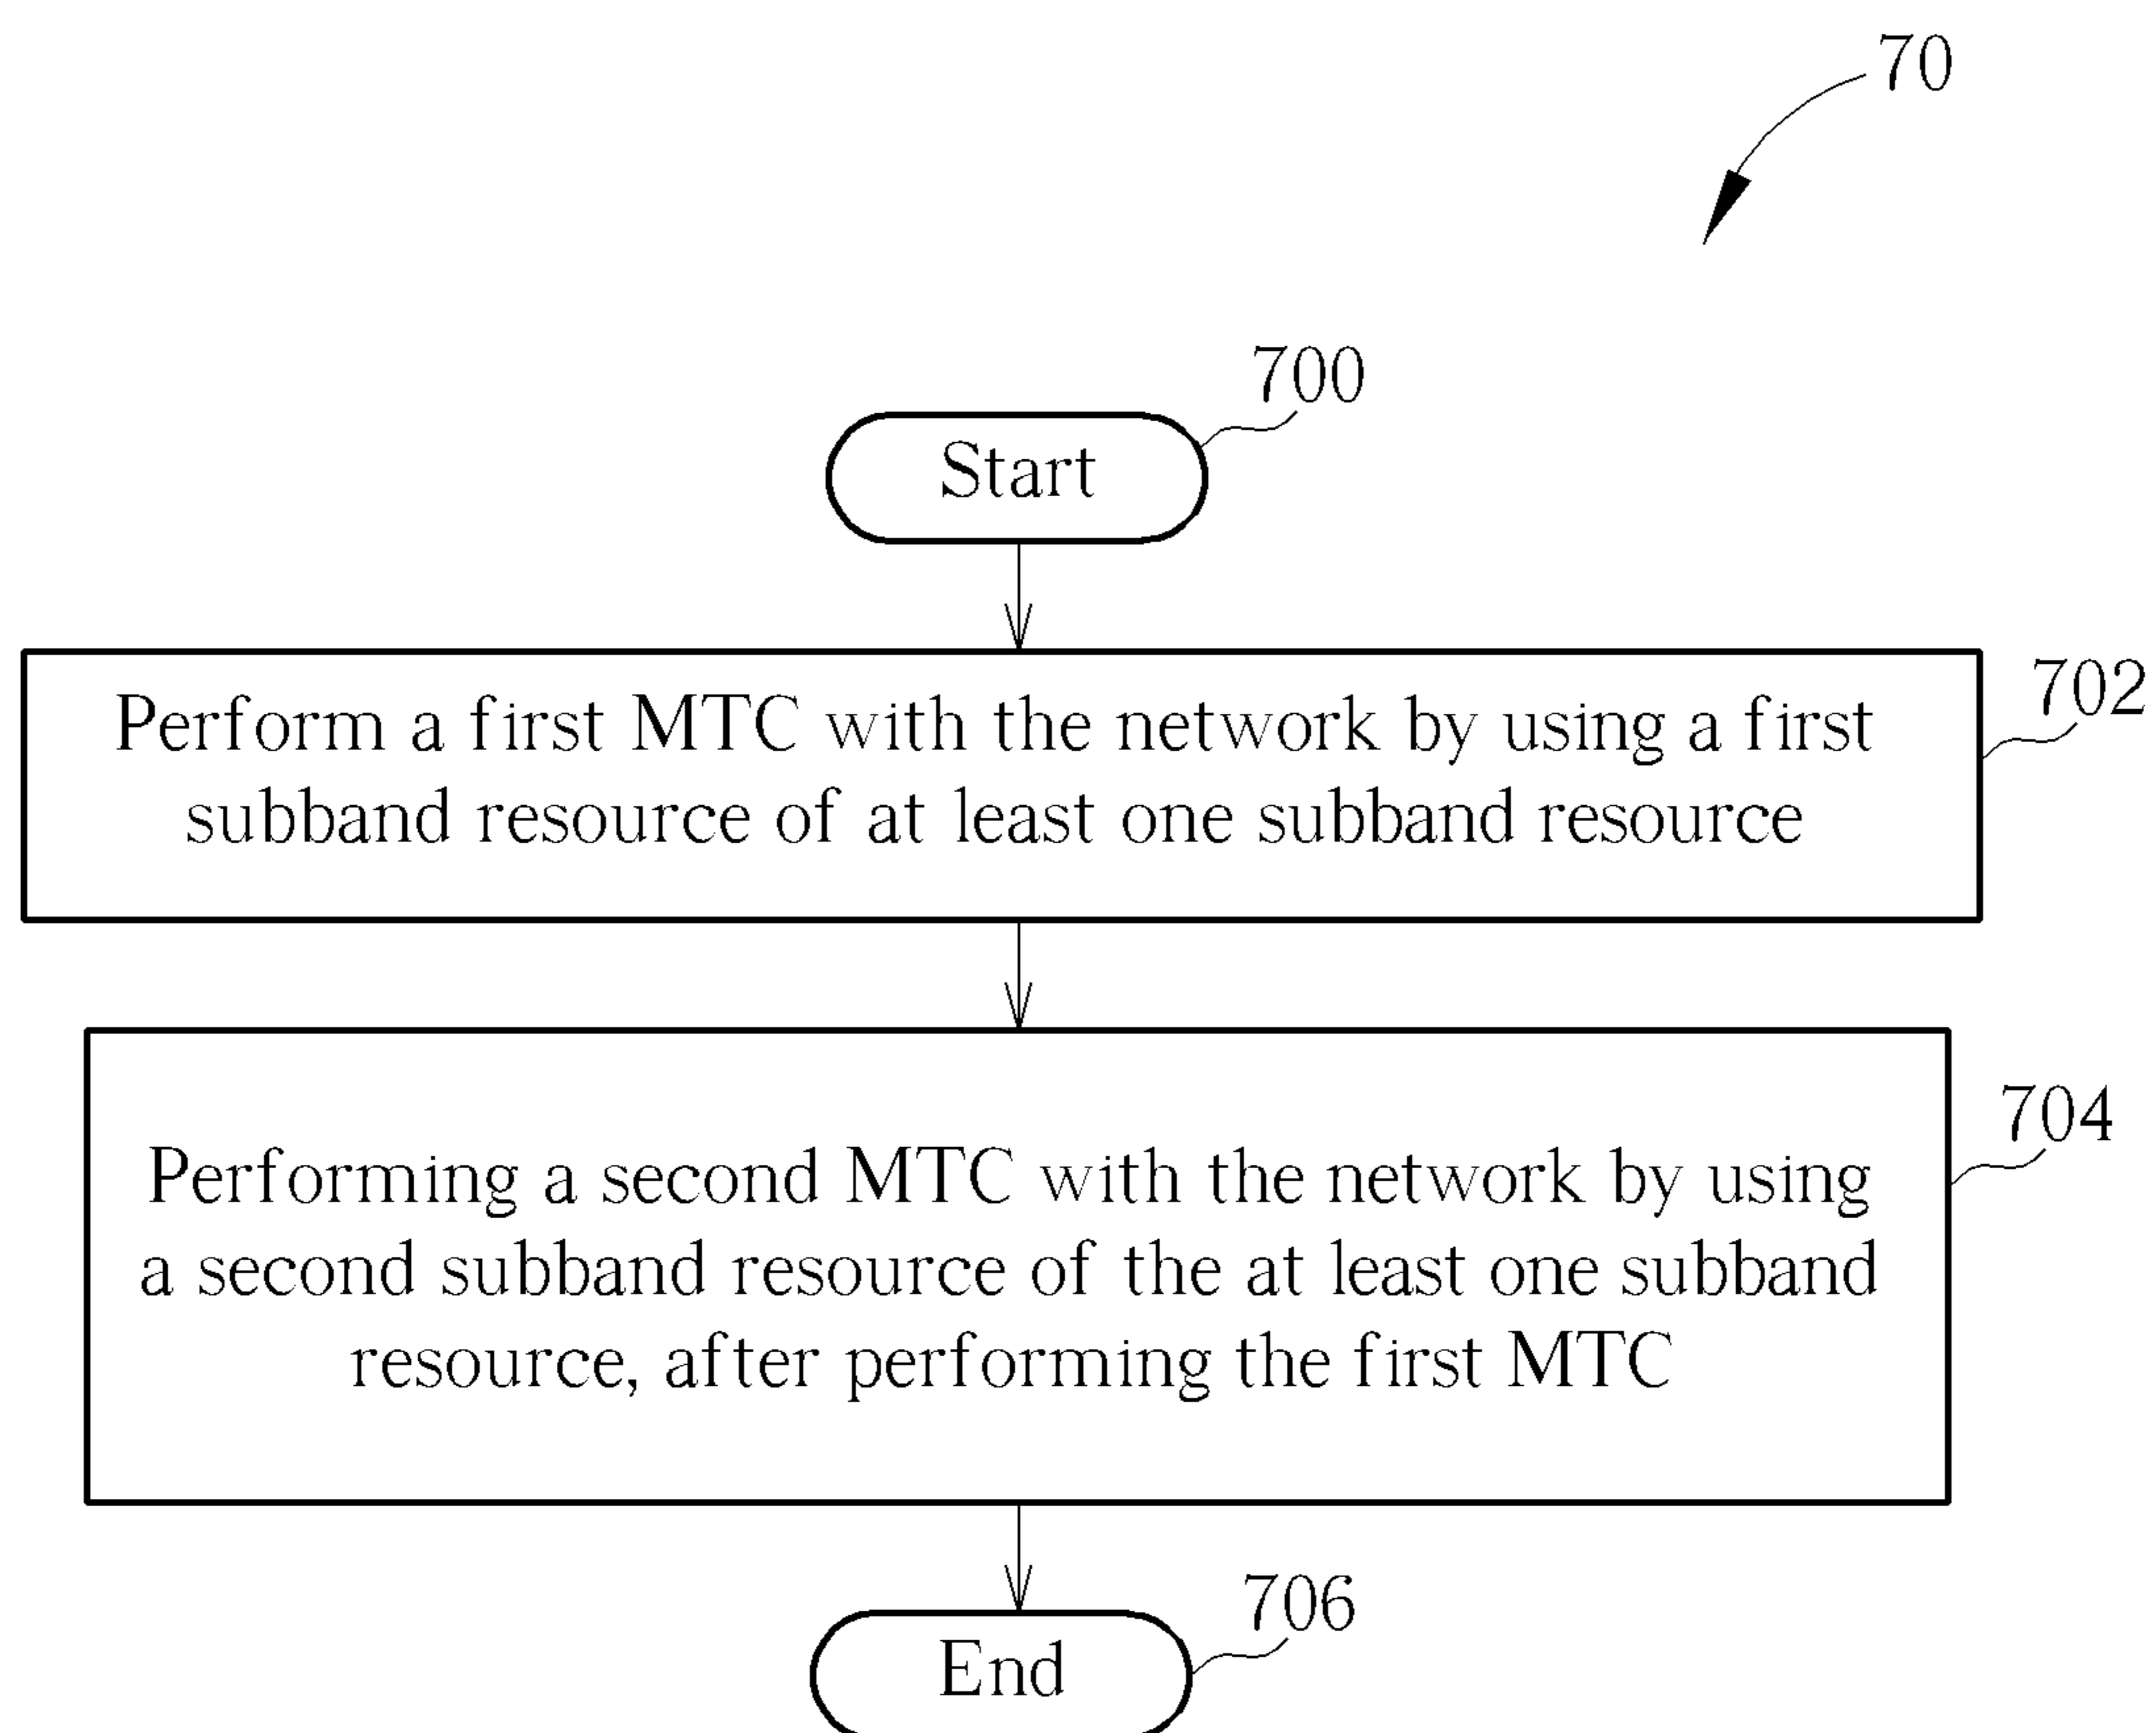 70
700
Start
702
Perform a first MTC with the network by using a first
subband resource of at least one subband resource
704
Performing a second MTC with the network by using
a second subband resource of the at least one subband
resource, after performing the first MTC
706
End